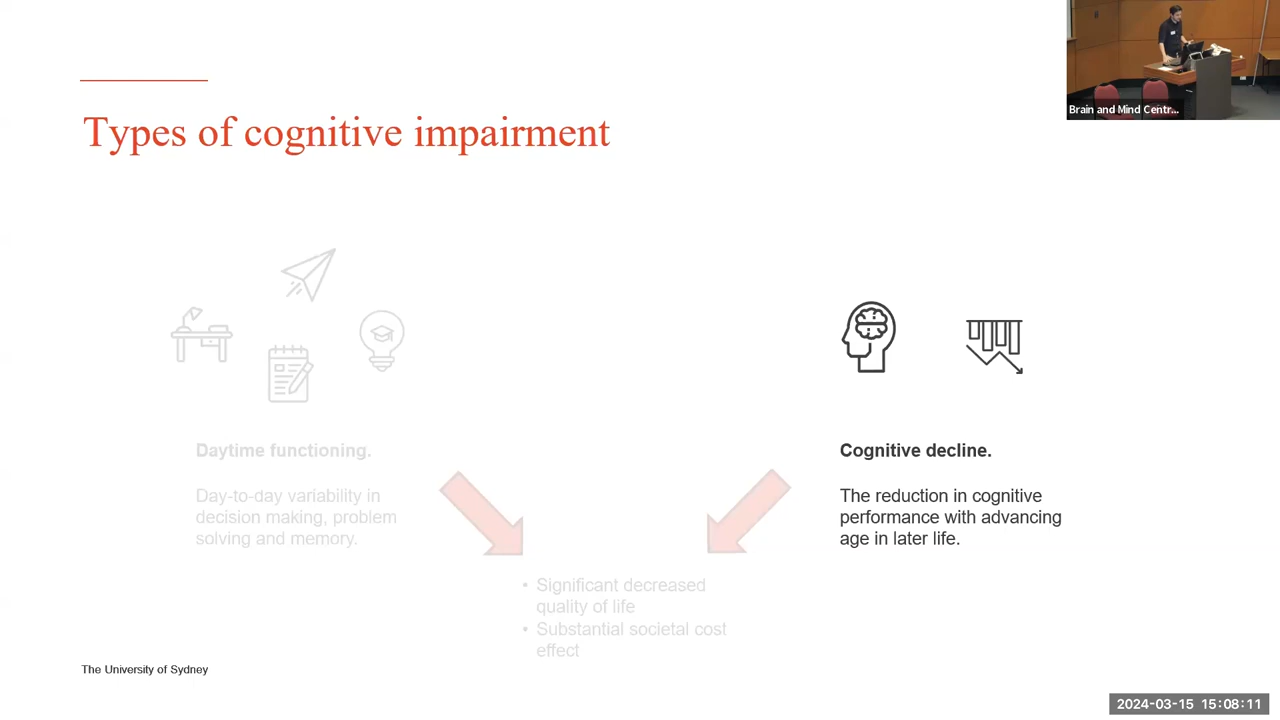 Brain and Mind Centr...
Types of cognitive impairment
Daytime functioning.
Day-to-day variability in
decision making, problem
solving and memory.
Cognitive decline.
The reduction in cognitive
performance with advancing
age in later life.
• Significant decreased
quality of life
• Substantial societal cost
effect
The University of Sydney
2024-03-15 15:08:11